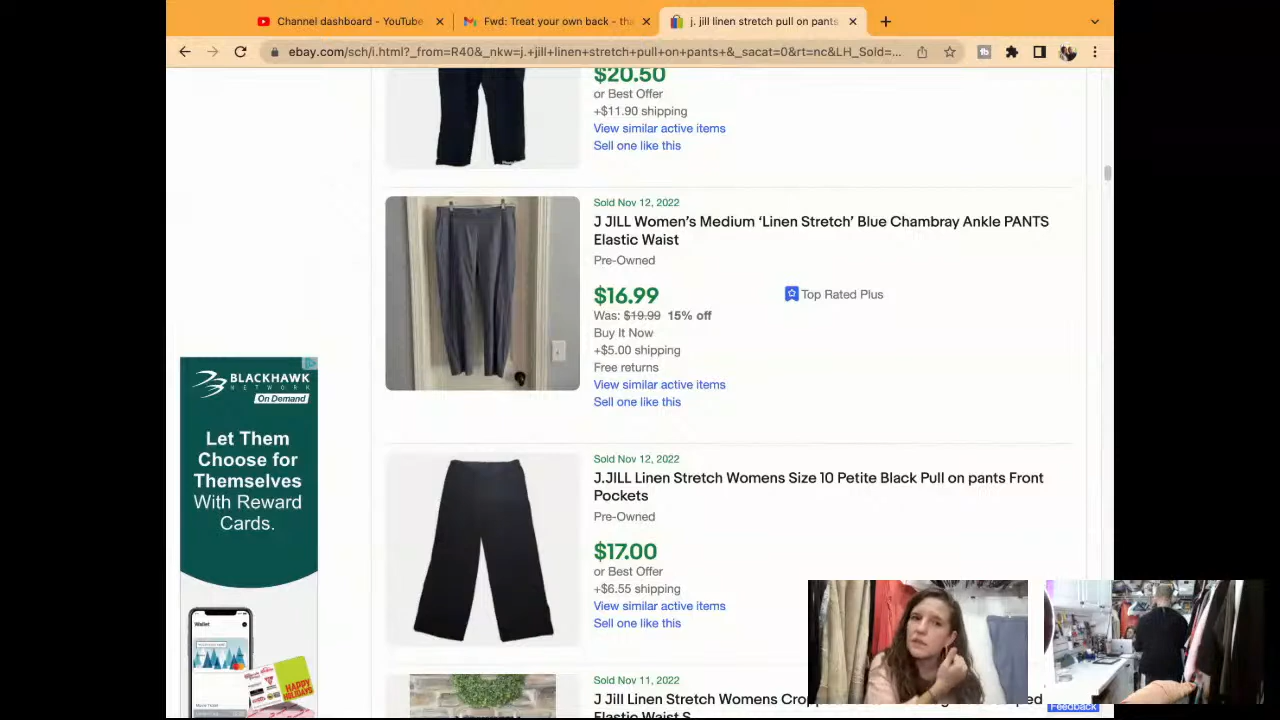 Channel dashboard - YouTube
Fwd: Treat your own back - tha
j. jill linen stretch pull on pants
ebay.com/sch/i.html?_from=R40&_nkw=j.+jill+linen+stretch+pull+on+pants+&_sacat=0&rt=nc&LH_Sold=...
$20.50
or Best Offer
+$11.90 shipping
View similar active items
Sell one like this
Sold Nov 12, 2022
J JILL Women's Medium 'Linen Stretch' Blue Chambray Ankle PANTS
Elastic Waist
Pre-Owned
$16.99
Top Rated Plus
Was: $19.99 15% off
Buy It Now
+$5.00 shipping
Free returns
View similar active items
Sell one like this
BLACKHAWK
NETWORK
On Demand
Let Them
Choose for
Themselves
With Reward
Cards.
Wallet
HAPPY
HOLIDAYS
Sold Nov 12, 2022
J.JILL Linen Stretch Womens Size 10 Petite Black Pull on pants Front
Pockets
Pre-Owned
$17.00
or Best Offer
+$6.55 shipping
View similar active items
Sell one like this
Sold Nov 11, 2022
J Jill Linen Stretch Womens
Elastic Waist S
Feedback